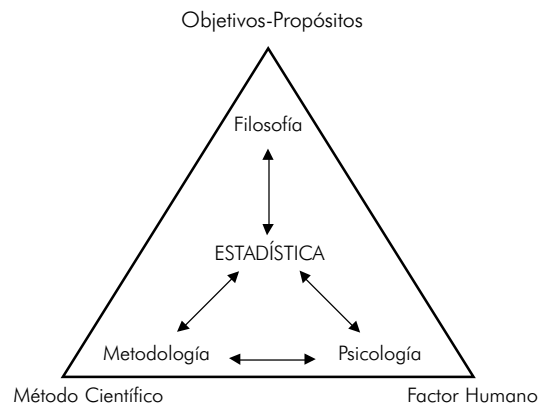 Objetivos-Propósitos
Filosofía
ESTADÍSTICA
Metodología
Psicología
Método Científico
Factor Humano